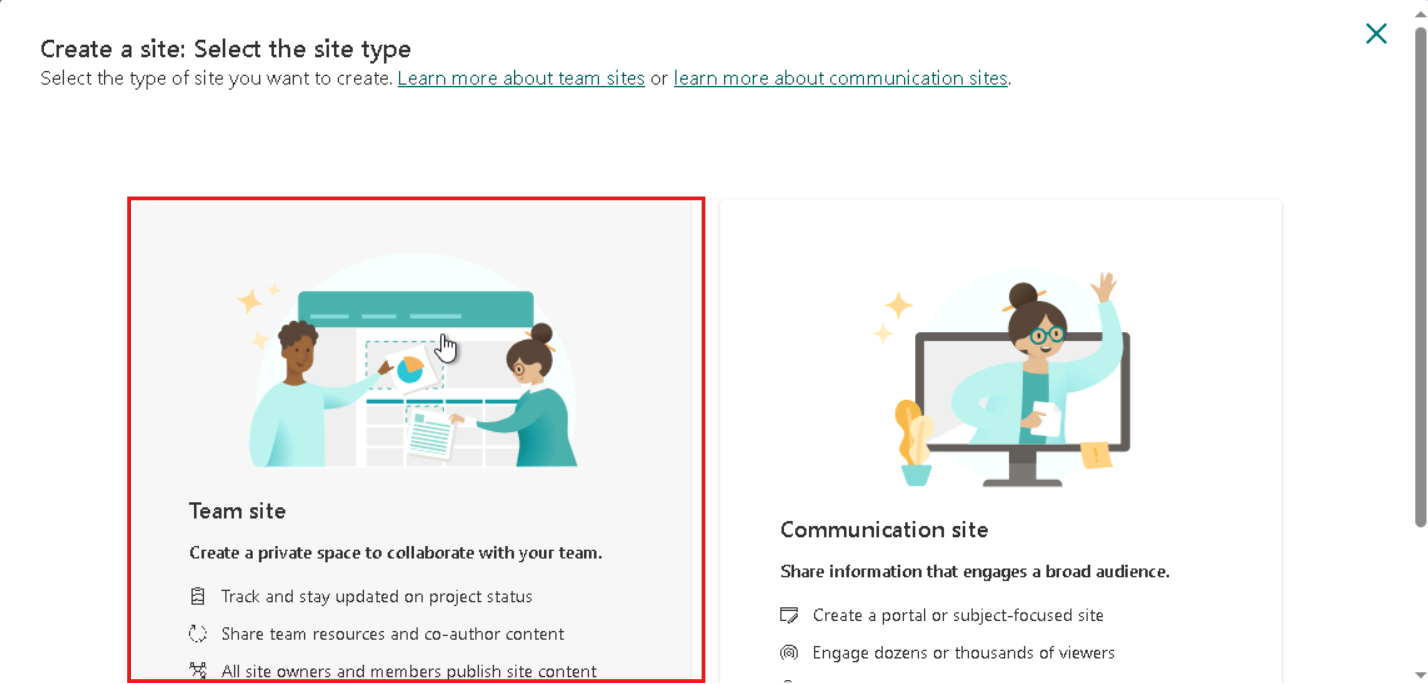 Create a site: Select the site type
Select the type of site you want to create. Learn more about team sites or learn more about communication sites.
Team site
Create a private space to collaborate with your team.
Track and stay updated on project status
Share team resources and co-author content
All site owners and members publish site content
Communication site
Share information that engages a broad audience.
Create a portal or subject-focused site
Engage dozens or thousands of viewers